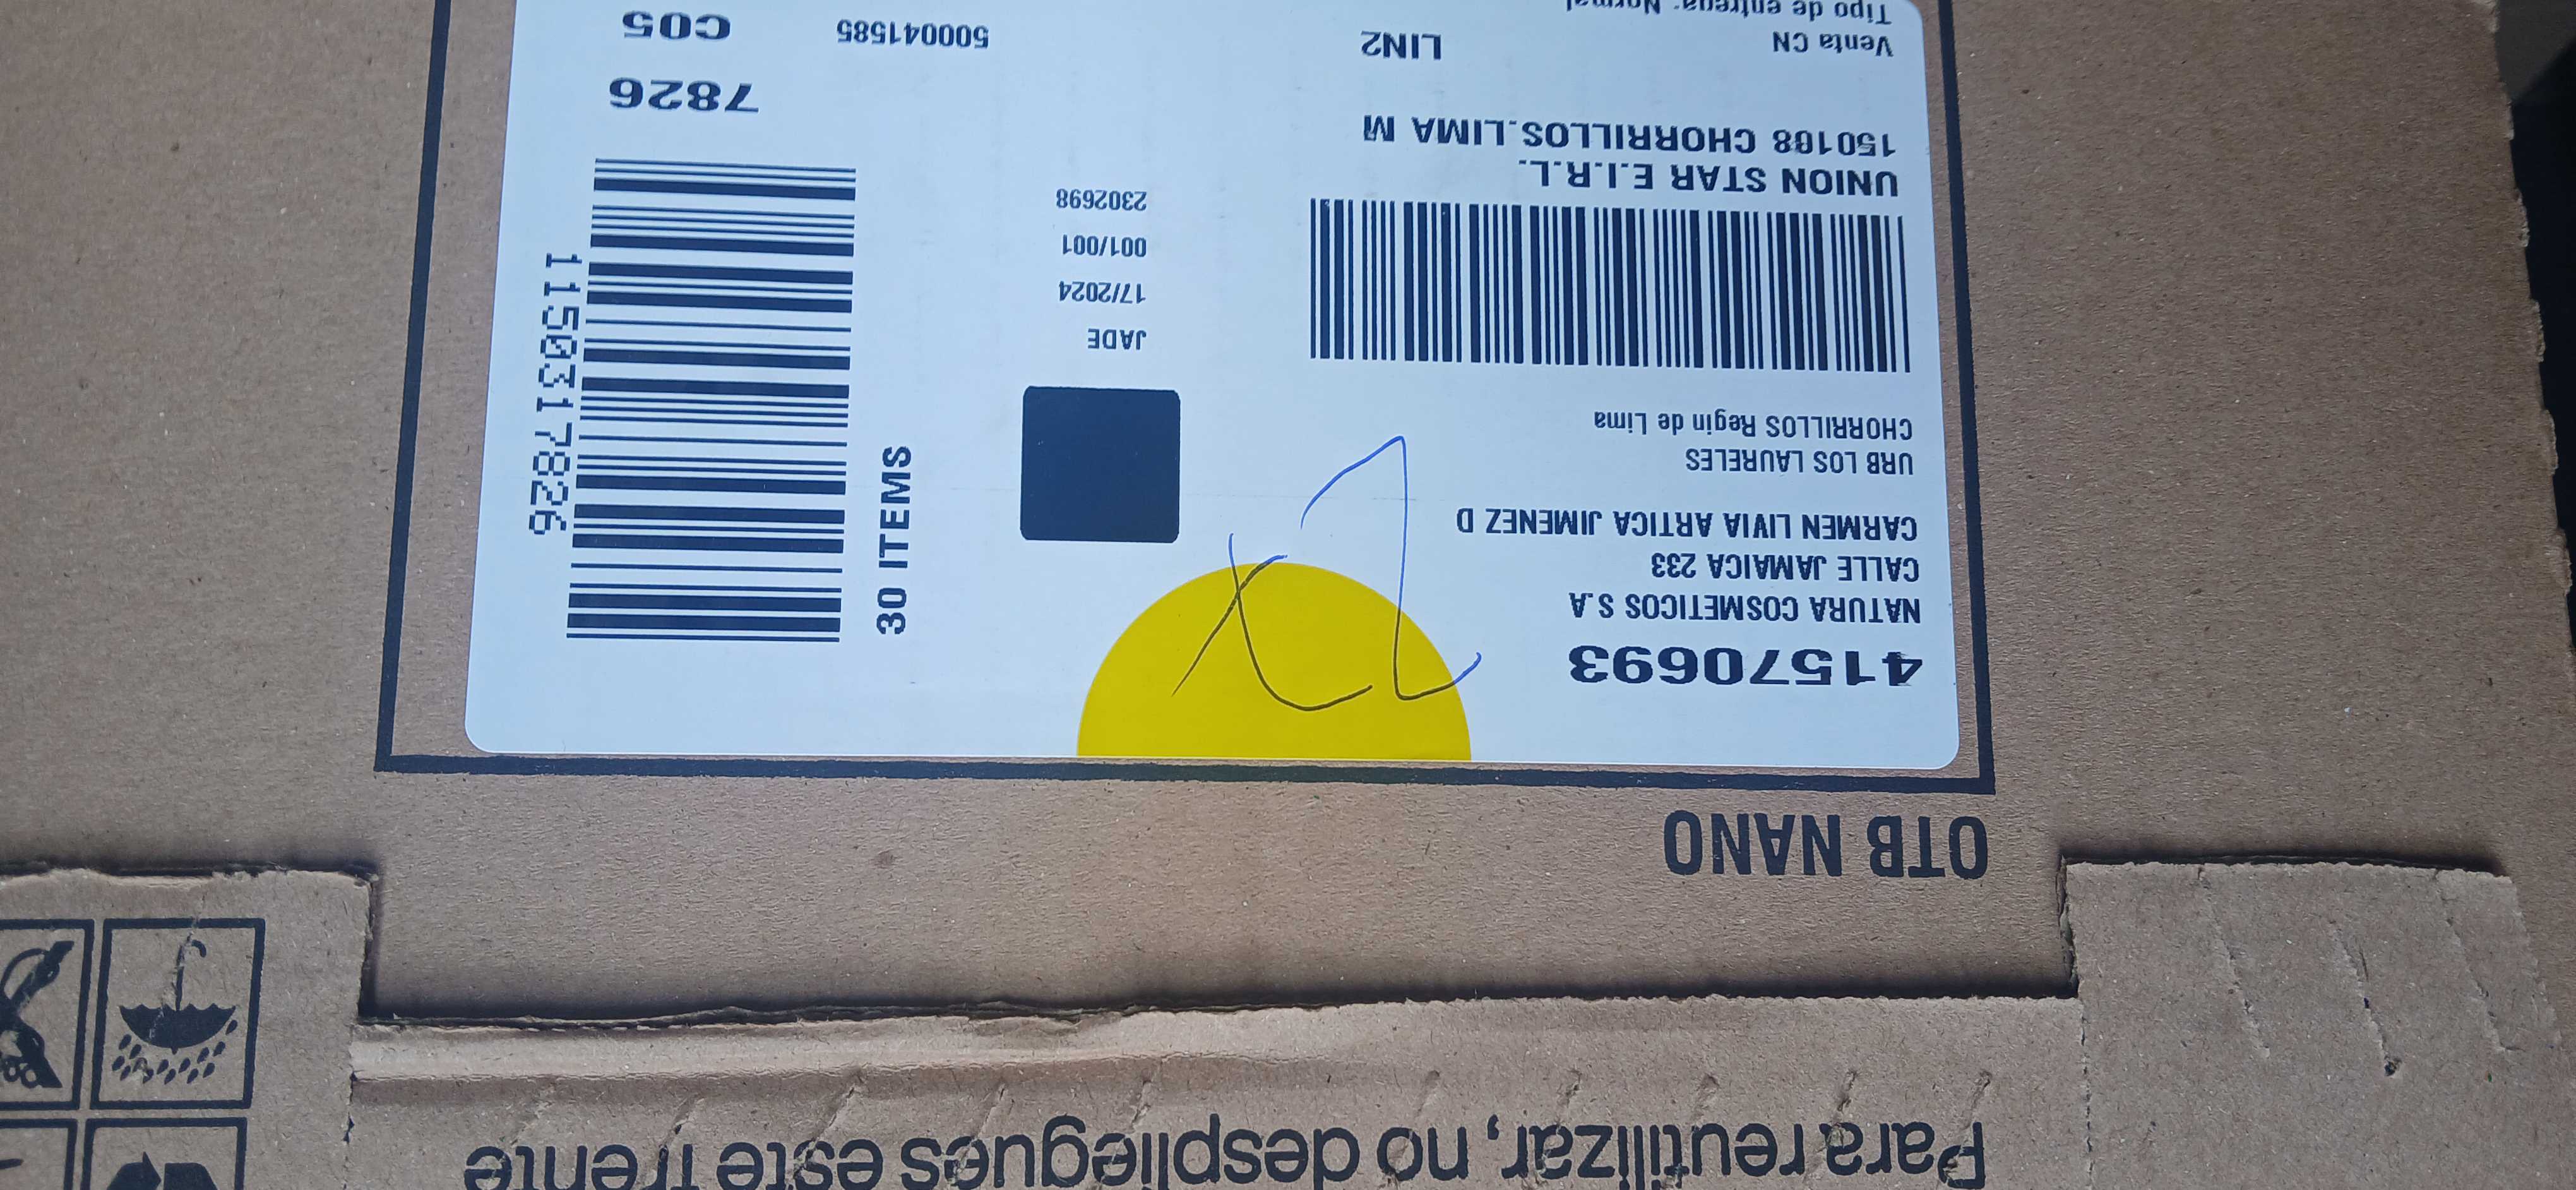 Para reutilizar, no despliegues este frente
OTB NANO
41570693
NATURA COSMETICOS S.A
CALLE JAMAICA 233
CARMEN LIVIA ARTICA JIMENEZ D
URB LOS LAURELES
CHORRILLOS Regin de Lima
UNION STAR E.I.R.L.
150108 CHORRILLOS.LIMA M
Venta CN
LIN2
Tipo de entrega: Normal
JADE
17/2024
001/001
2302698
30 ITEMS
1150317826
7826
500041585
C05